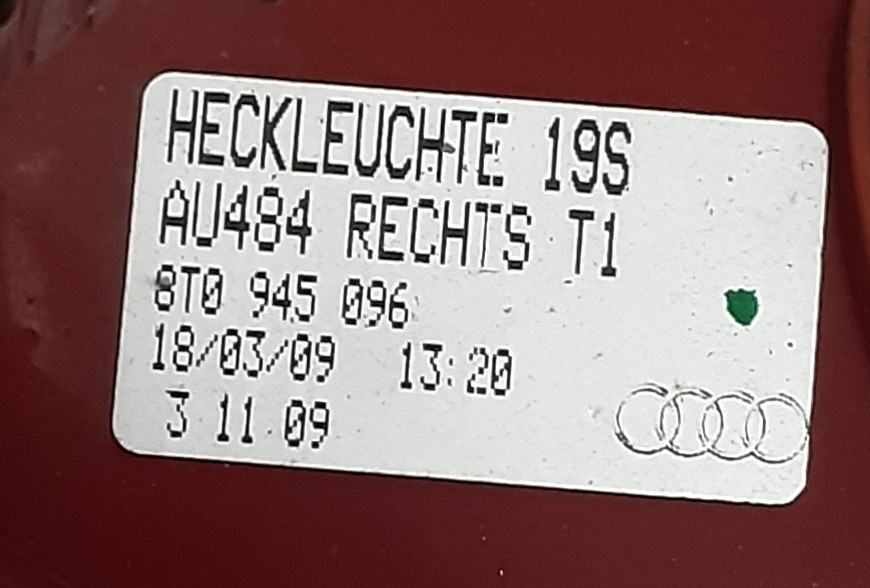 HECKLEUCHTE 19S
AU484 RECHTS T1
8T0 945 096
18/03/09 13:20
3 11 09